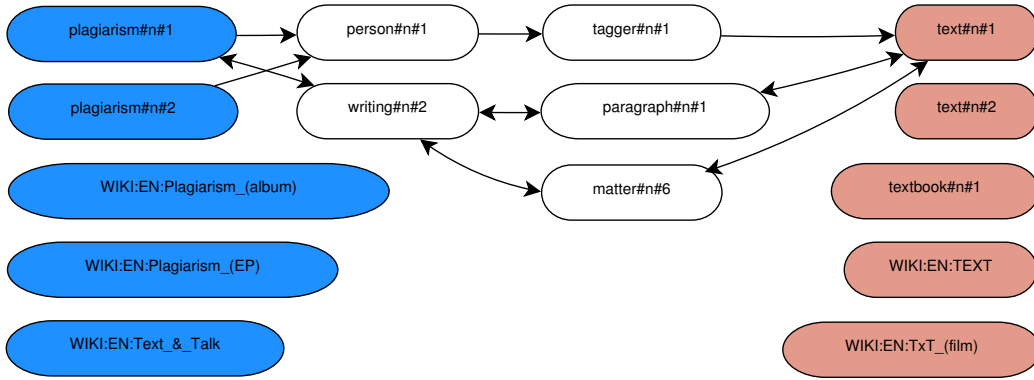 plagiarism#n#1
person#n#1
tagger#n#1
text#n#1
plagiarism#n#2
writing#n#2
paragraph#n#1
text#n#2
WIKI:EN:Plagiarism_(album)
matter#n#6
textbook#n#1
WIKI:EN:Plagiarism_(EP)
WIKI:EN:TEXT
WIKI:EN:Text_&_Talk
WIKI:EN:TxT_(film)